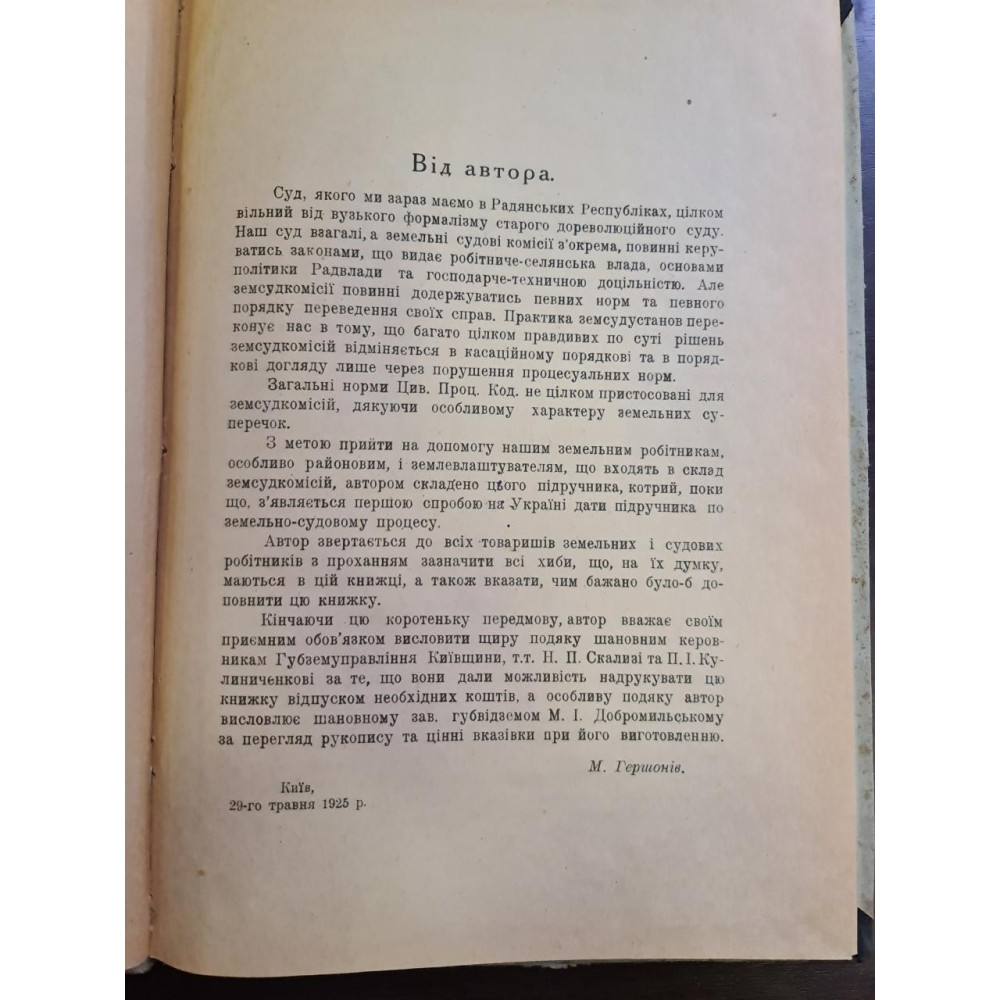 Від автора.
Суд, якого ми зараз маємо в Радянських Республіках, цілком
вільний від вузького формалізму старого дореволюційного суду.
Наш суд взагалі, а земельні судові комісії з'окрема, повинні керу-
ватись законами, що видає робітниче-селянська влада, основами
політики Радвлади та господарче-технічною доцільністю. Але
земсудкомісії повинні додержуватись певних норм та певного
порядку переведення своїх справ. Практика земсудустанов пере-
конує нас в тому, що багато цілком правдивих по суті рішень
земсудкомісій відміняється в касаційному порядкові та в поряд-
кові догляду лише через порушення процесуальних норм.
Загальні норми Цив. Проц. Код. не цілком пристосовані для
земсудкомісій, дякуючи особливому характеру земельних су-
перечок.
З метою прийти на допомогу нашим земельним робітникам,
особливо районовим, і землевлаштувателям, що входять в склад
земсудкомісій, автором складено цього підручника, котрий, поки
що, з'являється першою спробою на Україні дати підручника по
земельно-судовому процесу.
Автор звертається до всіх товаришів земельних і судових
робітників з проханням зазначити всі хиби, що, на їх думку,
маються в цій книжці, а також вказати, чим бажано було-б до-
повнити цю книжку.
Кінчаючи цю коротеньку передмову, автор вважає своїм
приємним обов'язком висловити щиру подяку шановним керов-
никам Губземуправління Київщини, т.т. Н. П. Скализі та П. І. Ку-
линиченкові за те, що вони дали можливість надрукувати цю
книжку відпуском необхідних коштів, а особливу подяку автор
висловлює шановному зав. губвідземом М. І. Добромильському
за перегляд рукопису та цінні вказівки при його виготовленню.
М. Гершонів.
Київ,
29-го травня 1925 р.